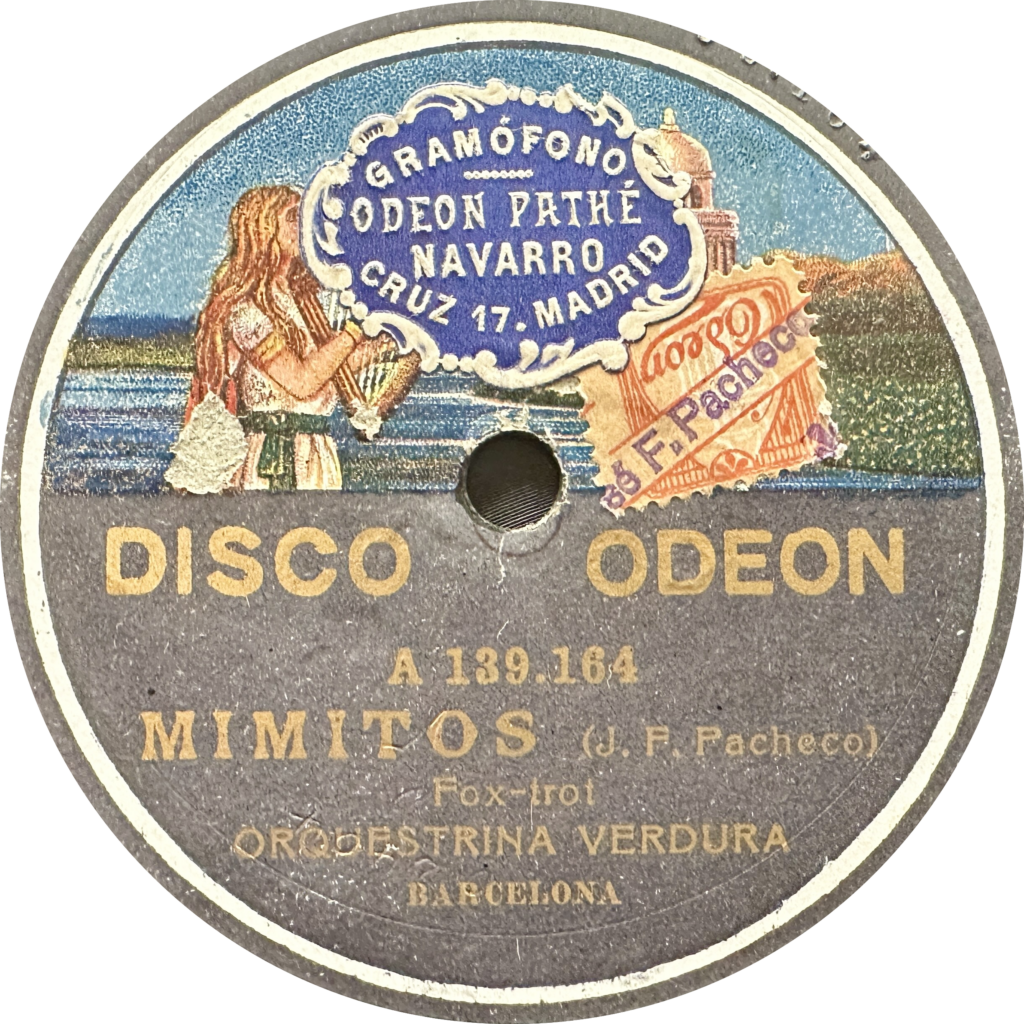 GRAMÓFONO
ODEON PATHÉ
NAVARRO
CRUZ 17. MADRID
Odeon
sé F. Pacheco
DISCO ODEON
A 139.164
MIMITOS (J. F. Pacheco)
Fox-trot
ORQUESTRINA VERDURA
BARCELONA